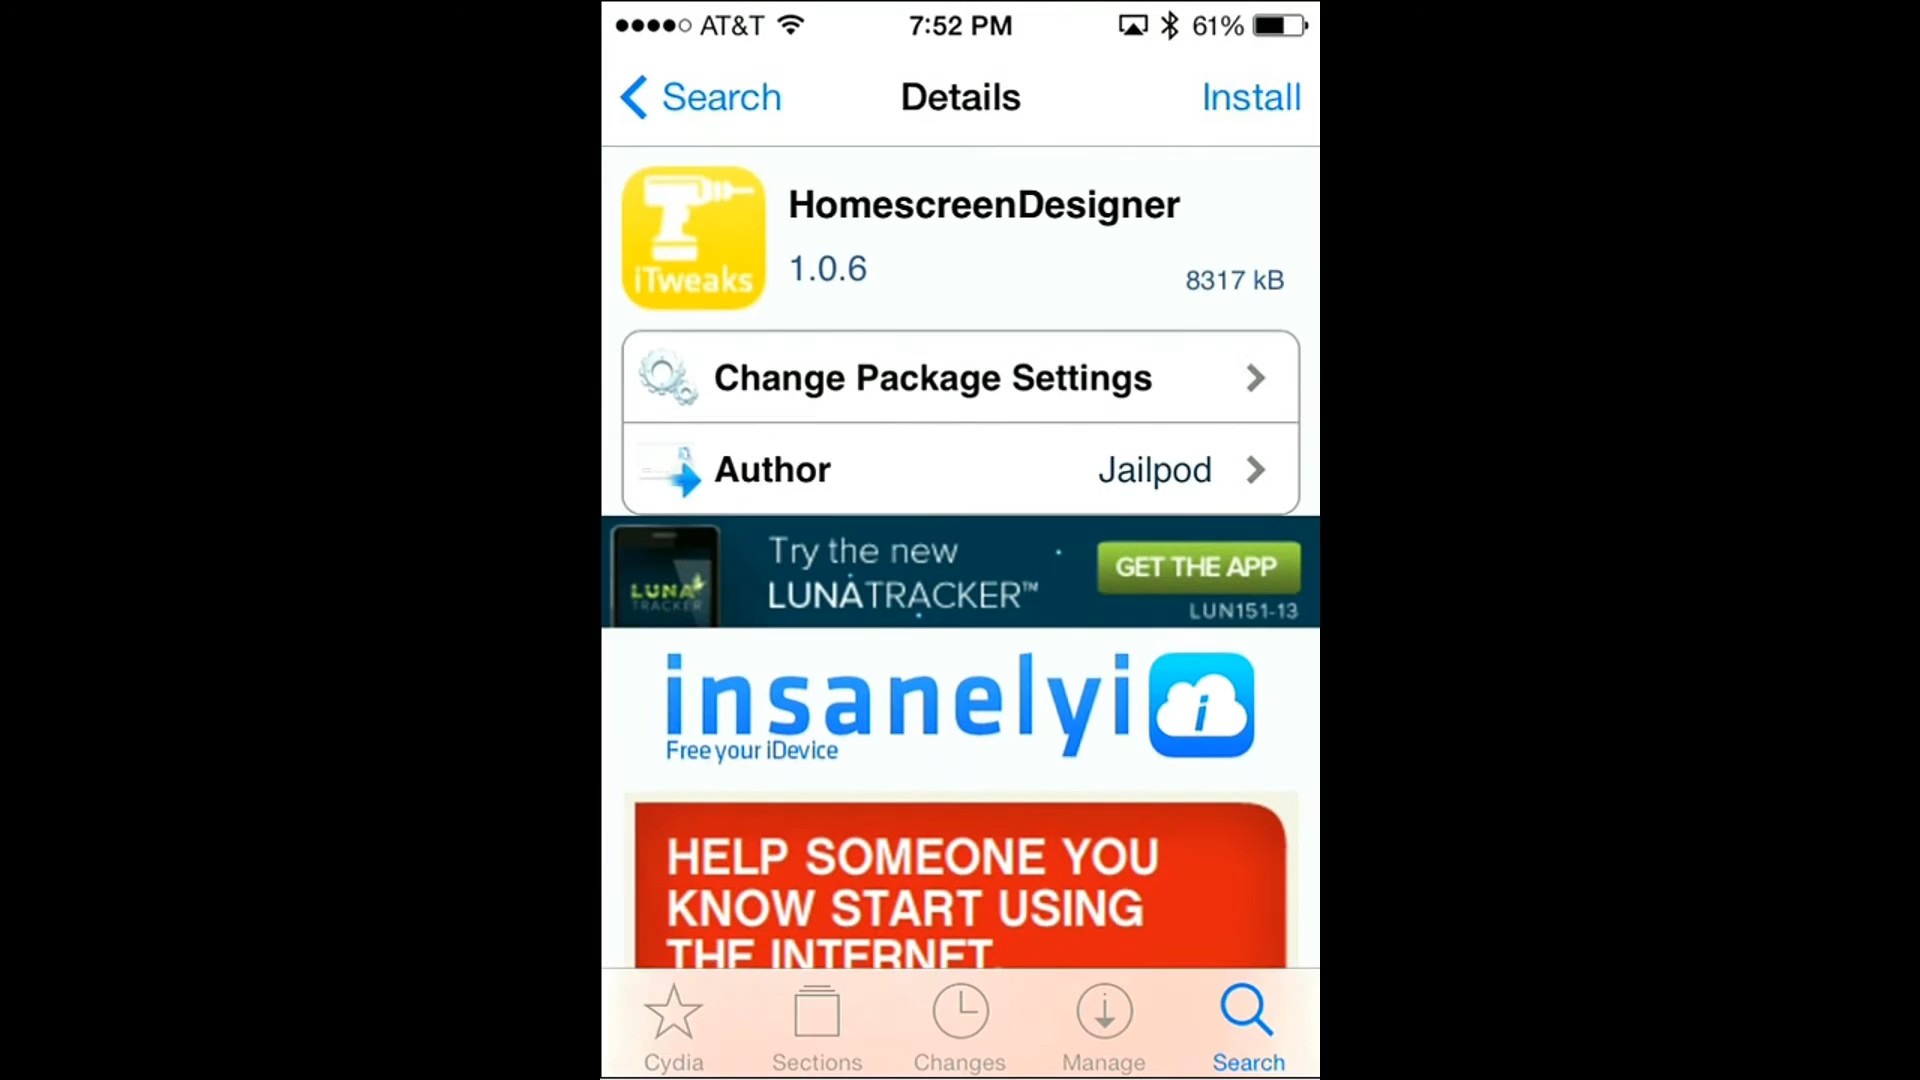 AT&T 7:52 PM 61%
Search Details Install
iTweaks
HomescreenDesigner
1.0.6
8317 kB
Change Package Settings
Author Jailpod
LUNA
TRACKER
Try the new
LUNATRACKER™
GET THE APP
LUN151-13
insanelyi
Free your iDevice
i
HELP SOMEONE YOU
KNOW START USING
THE INTERNET.
Cydia Sections Changes Manage Search